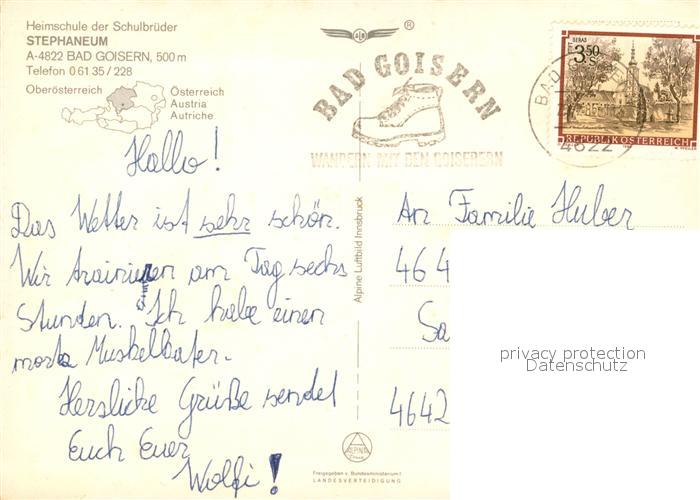 Heimschule der Schulbrüder
STEPHANEUM
A-4822 BAD GOISERN, 500 m
Telefon 0 61 35 / 228
Oberösterreich
Österreich
Austria
Autriche
®
BAD GOISERN
WANDERN MIT DEN GOISERERN
BAD
4822
GERAS
3.50
S
REPUBLIK ÖSTERREICH
Hallo!
Das Wetter ist sehr schön.
Wir trainieren am Tag sechs
Stunden. Ich habe einen
Muskelkater.
Herzliche Grüße sendet
Euch Euer
Wolfi!
Alpine Luftbild Innsbruck
An Familie Huber
464
Sa
4642
privacy protection
Datenschutz
ALPINE
Freigegeben v. Bundesministerium f.
LANDESVERTEIDIGUNG